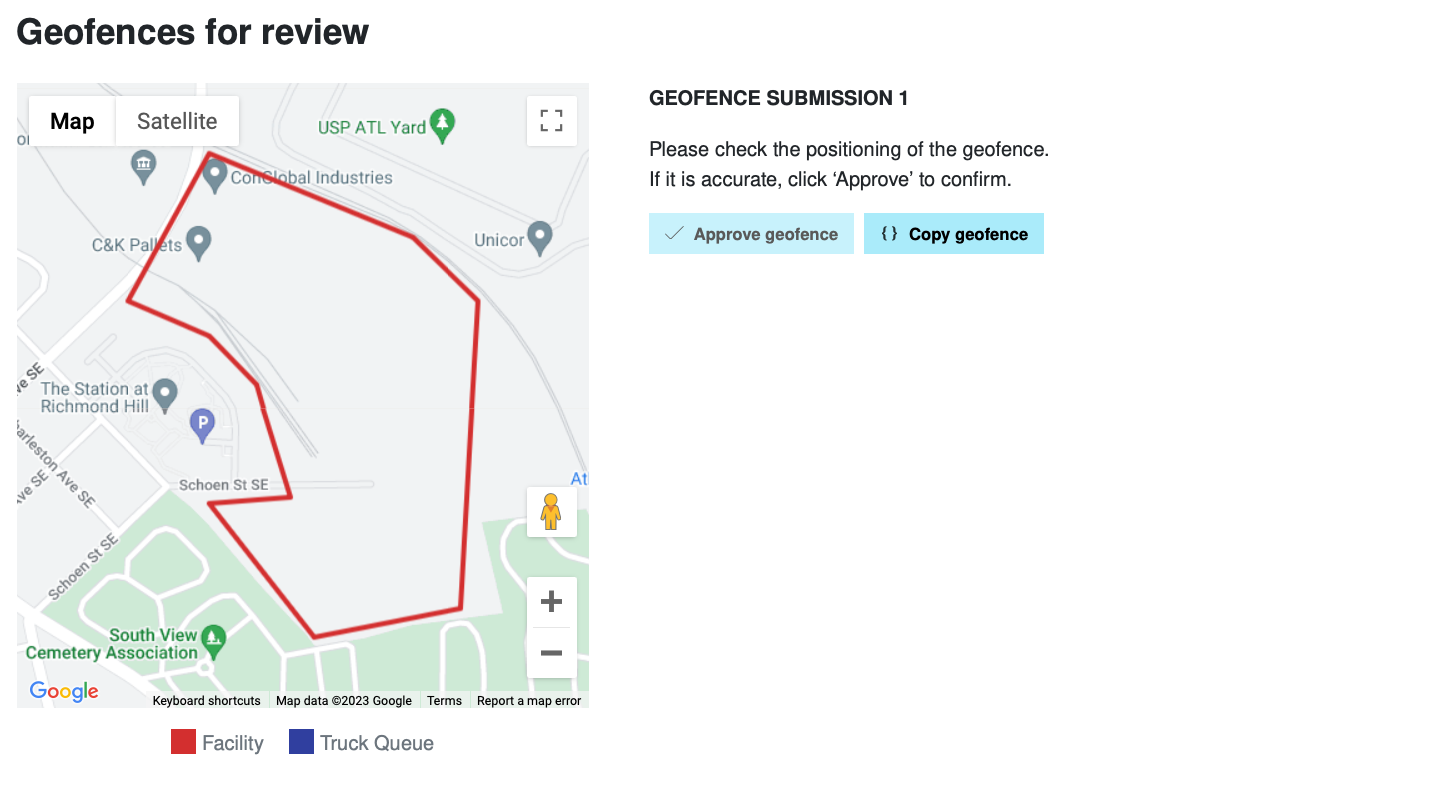 Geofences for review
Map
Satellite
USP ATL Yard
ConGlobal Industries
C&K Pallets
Unicor
ve SE
The Station at
Richmond Hill
P
harleston Ave SE
ve SE
Schoen St SE
Schoen St SE
Atl
South View
Cemetery Association
Google
Keyboard shortcuts
Map data ©2023 Google
Terms
Report a map error
Facility
Truck Queue
GEOFENCE SUBMISSION 1
Please check the positioning of the geofence.
If it is accurate, click ‘Approve’ to confirm.
Approve geofence
{ } Copy geofence